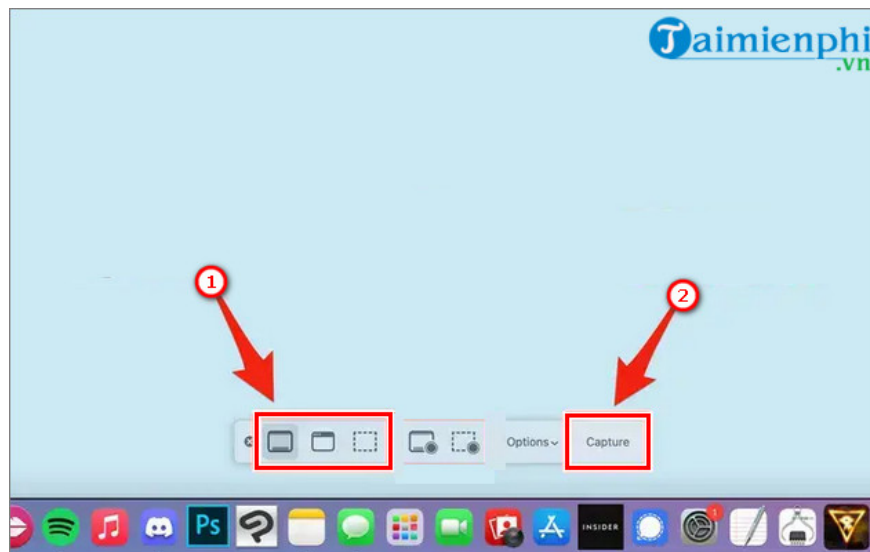 Taimienphi
.vn
1
2
Options
Capture
Ps
INSIDER
1